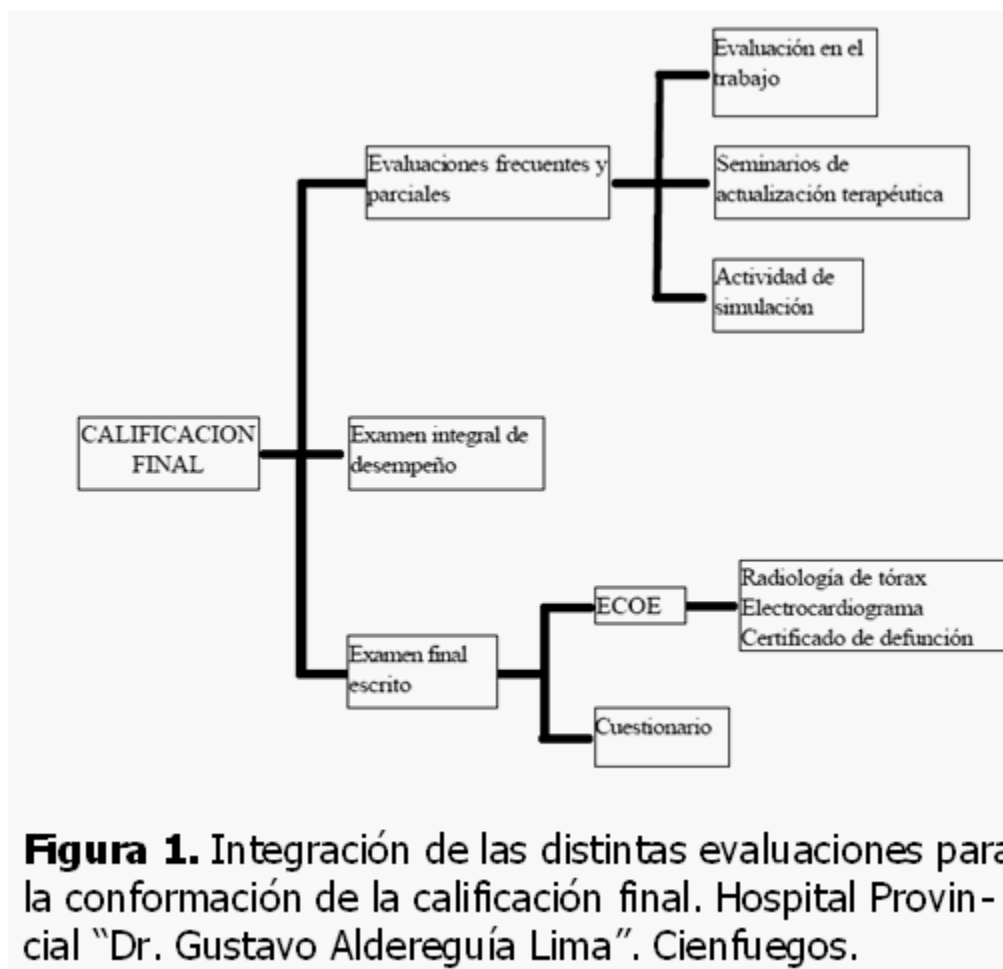 Evaluación en el
trabajo
Evaluaciones frecuentes y
parciales
Seminarios de
actualización terapéutica
Actividad de
simulación
CALIFICACION
FINAL
Examen integral de
desempeño
Examen final
escrito
ECOE
Radiología de tórax
Electrocardiograma
Certificado de defunción
Cuestionario
Figura 1. Integración de las distintas evaluaciones para
la conformación de la calificación final. Hospital Provin-
cial “Dr. Gustavo Aldereguía Lima”. Cienfuegos.